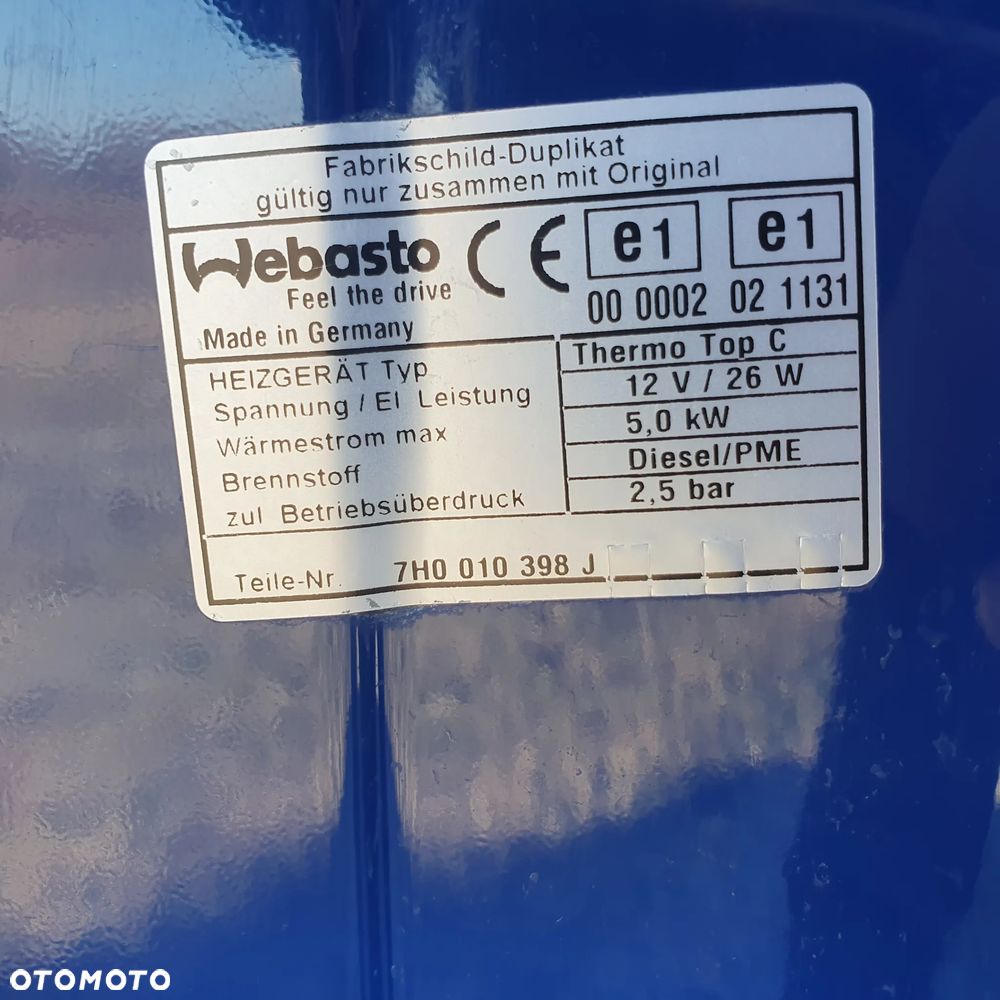 Fabrikschild-Duplikat
gültig nur zusammen mit Original
Webasto CE e1 e1
Feel the drive 00 0002 02 1131
Made in Germany
HEIZGERÄT Typ Thermo Top C
Spannung / El Leistung 12 V / 26 W
Wärmestrom max 5,0 kW
Brennstoff Diesel/PME
zul Betriebsüberdruck 2,5 bar
Teile-Nr. 7H0 010 398 J
OTOMOTO